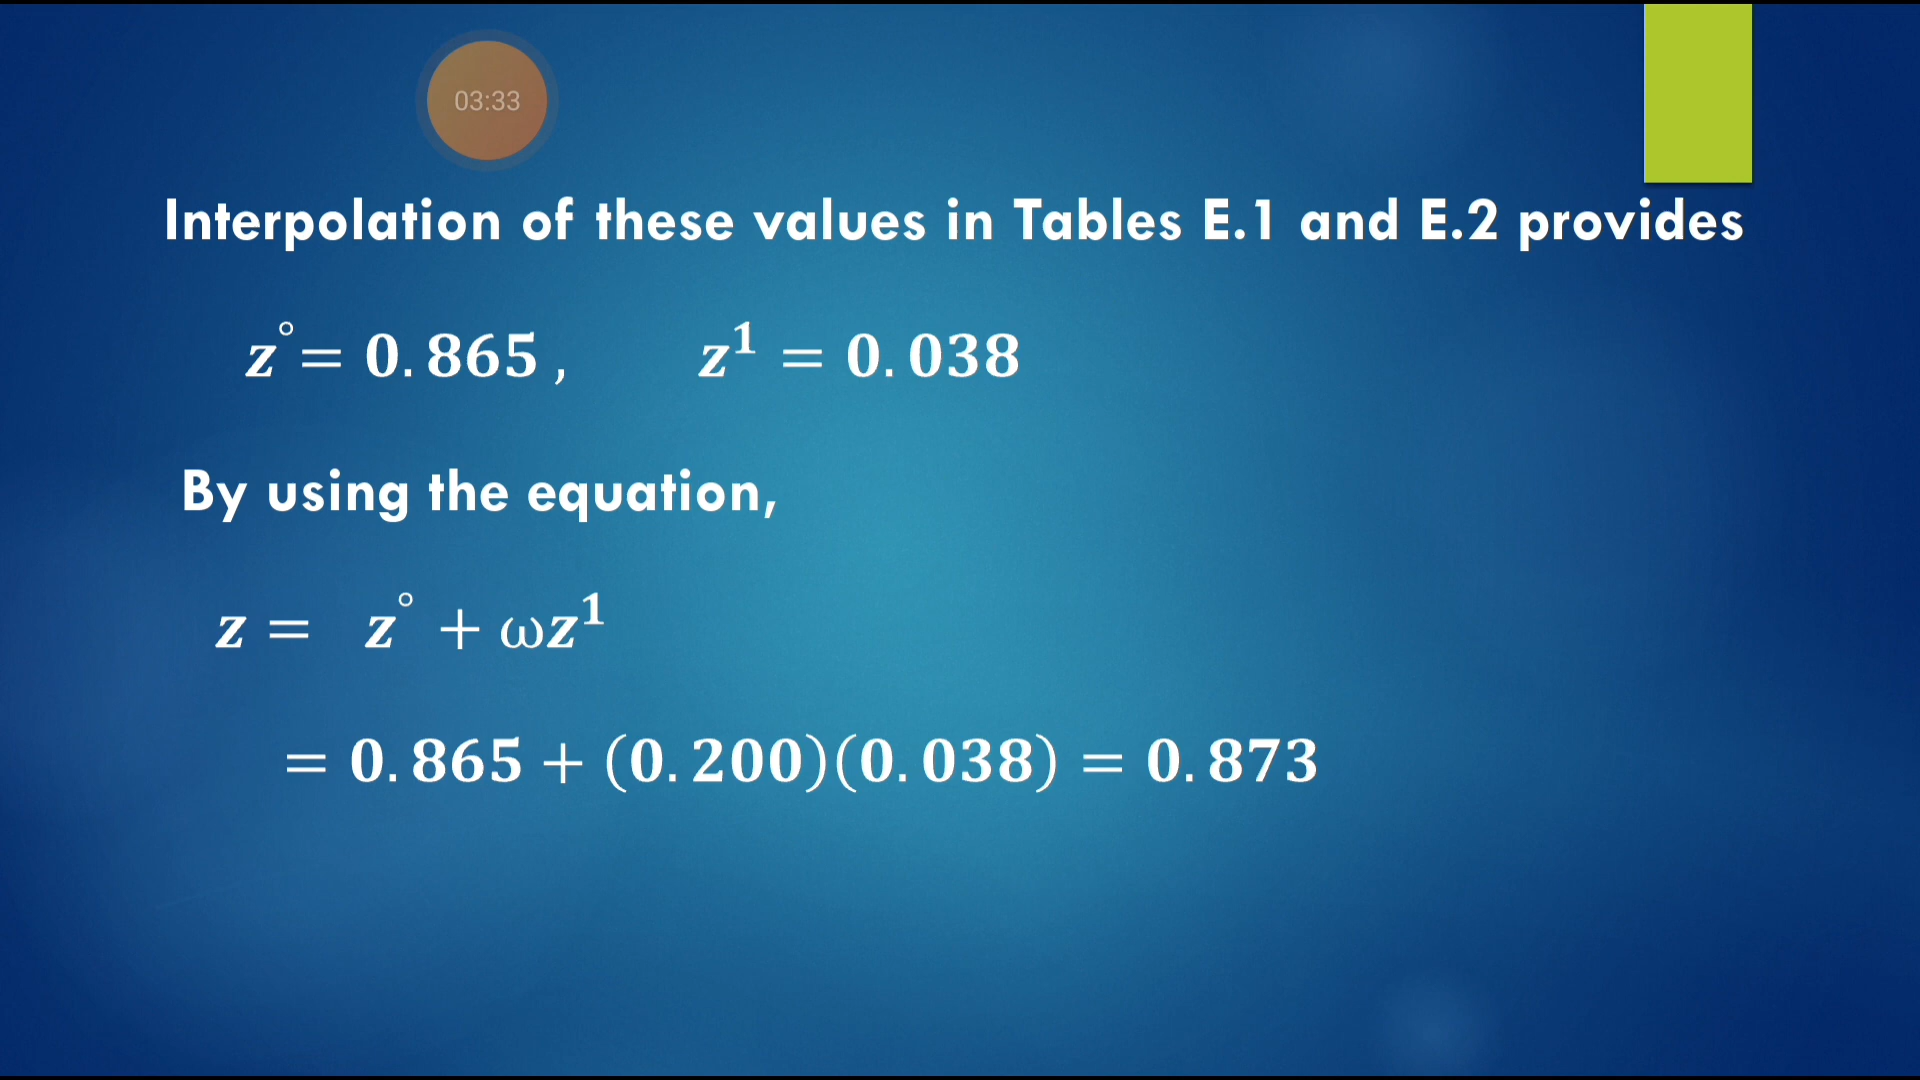 03:33
Interpolation of these values in Tables E.1 and E.2 provides
z° = 0.865 , z¹ = 0.038
By using the equation,
z = z° + ωz¹
= 0.865 + (0.200)(0.038) = 0.873